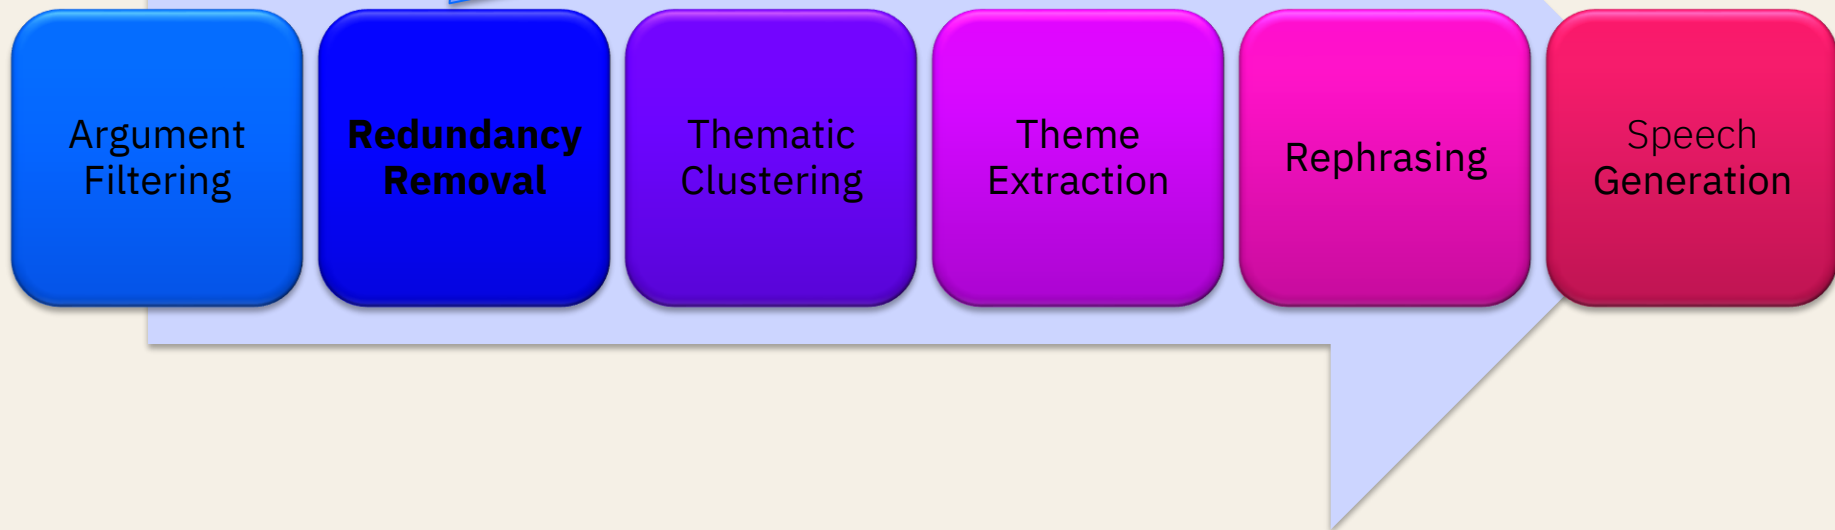 Argument
Filtering
Redundancy
Removal
Thematic
Clustering
Theme
Extraction
Rephrasing
Speech
Generation